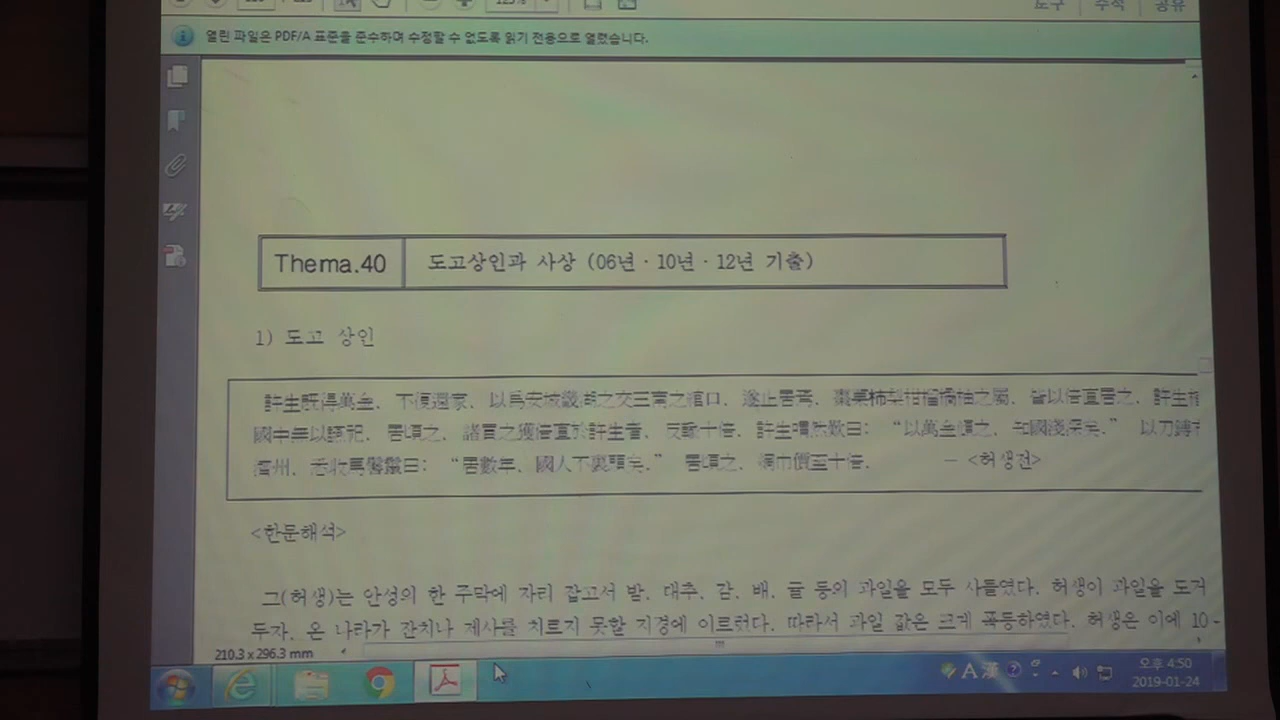 도구 주석 공유
열린 파일은 PDF/A 표준을 준수하며 수정할 수 없도록 읽기 전용으로 열렸습니다.
Thema.40 도고상인과 사상 (06년 · 10년 · 12년 기출)
1) 도고 상인
許生既得萬金, 不復還家, 以爲安城畿湖之交三南之綰口, 遂止居焉, 棗栗柿梨柑榴橘柚之屬, 皆以倍直居之, 許生
國中無以讌祀, 居頃之, 諸賈之獲倍直於許生者, 反輸十倍, 許生喟然歎曰: “以萬金傾之, 知國淺深矣.” 以刀鎛
濟州, 悉收馬鬉鬣曰: “居數年, 國人不裹頭矣.” 居頃之, 網巾價至十倍. - <허생전>
<한문해석>
그(허생)는 안성의 한 주막에 자리 잡고서 밤, 대추, 감, 배, 귤 등의 과일을 모두 사들였다. 허생이 과일을 도거
두자, 온 나라가 잔치나 제사를 치르지 못할 지경에 이르렀다. 따라서 과일 값은 크게 폭등하였다. 허생은 이에 10
210.3 x 296.3 mm
A 漢 오후 4:50
2019-01-24